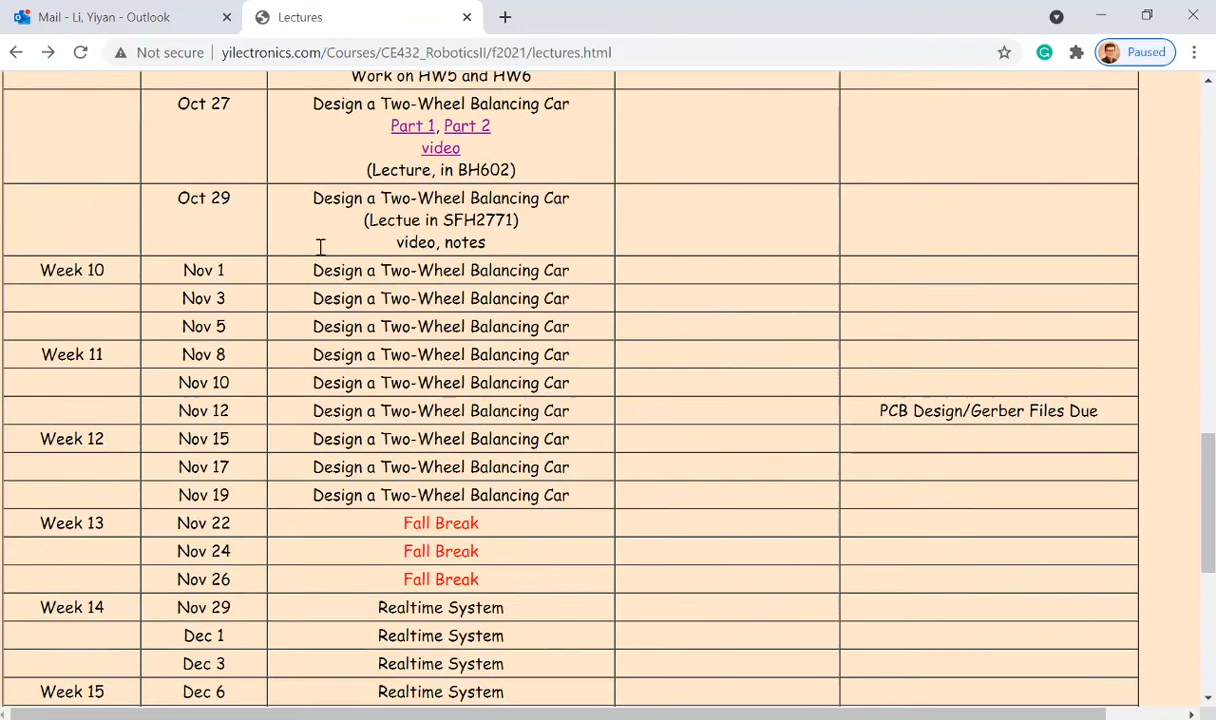 Mail - Li, Yiyan - Outlook
Lectures
Not secure
yilectronics.com/Courses/CE432_RoboticsII/f2021/lectures.html
Paused
Work on HW5 and HW6
Oct 27
Design a Two-Wheel Balancing Car
Part 1, Part 2
video
(Lecture, in BH602)
Oct 29
Design a Two-Wheel Balancing Car
(Lectue in SFH2771)
video, notes
Week 10 Nov 1 Design a Two-Wheel Balancing Car
Nov 3 Design a Two-Wheel Balancing Car
Nov 5 Design a Two-Wheel Balancing Car
Week 11 Nov 8 Design a Two-Wheel Balancing Car
Nov 10 Design a Two-Wheel Balancing Car
Nov 12 Design a Two-Wheel Balancing Car PCB Design/Gerber Files Due
Week 12 Nov 15 Design a Two-Wheel Balancing Car
Nov 17 Design a Two-Wheel Balancing Car
Nov 19 Design a Two-Wheel Balancing Car
Week 13 Nov 22 Fall Break
Nov 24 Fall Break
Nov 26 Fall Break
Week 14 Nov 29 Realtime System
Dec 1 Realtime System
Dec 3 Realtime System
Week 15 Dec 6 Realtime System